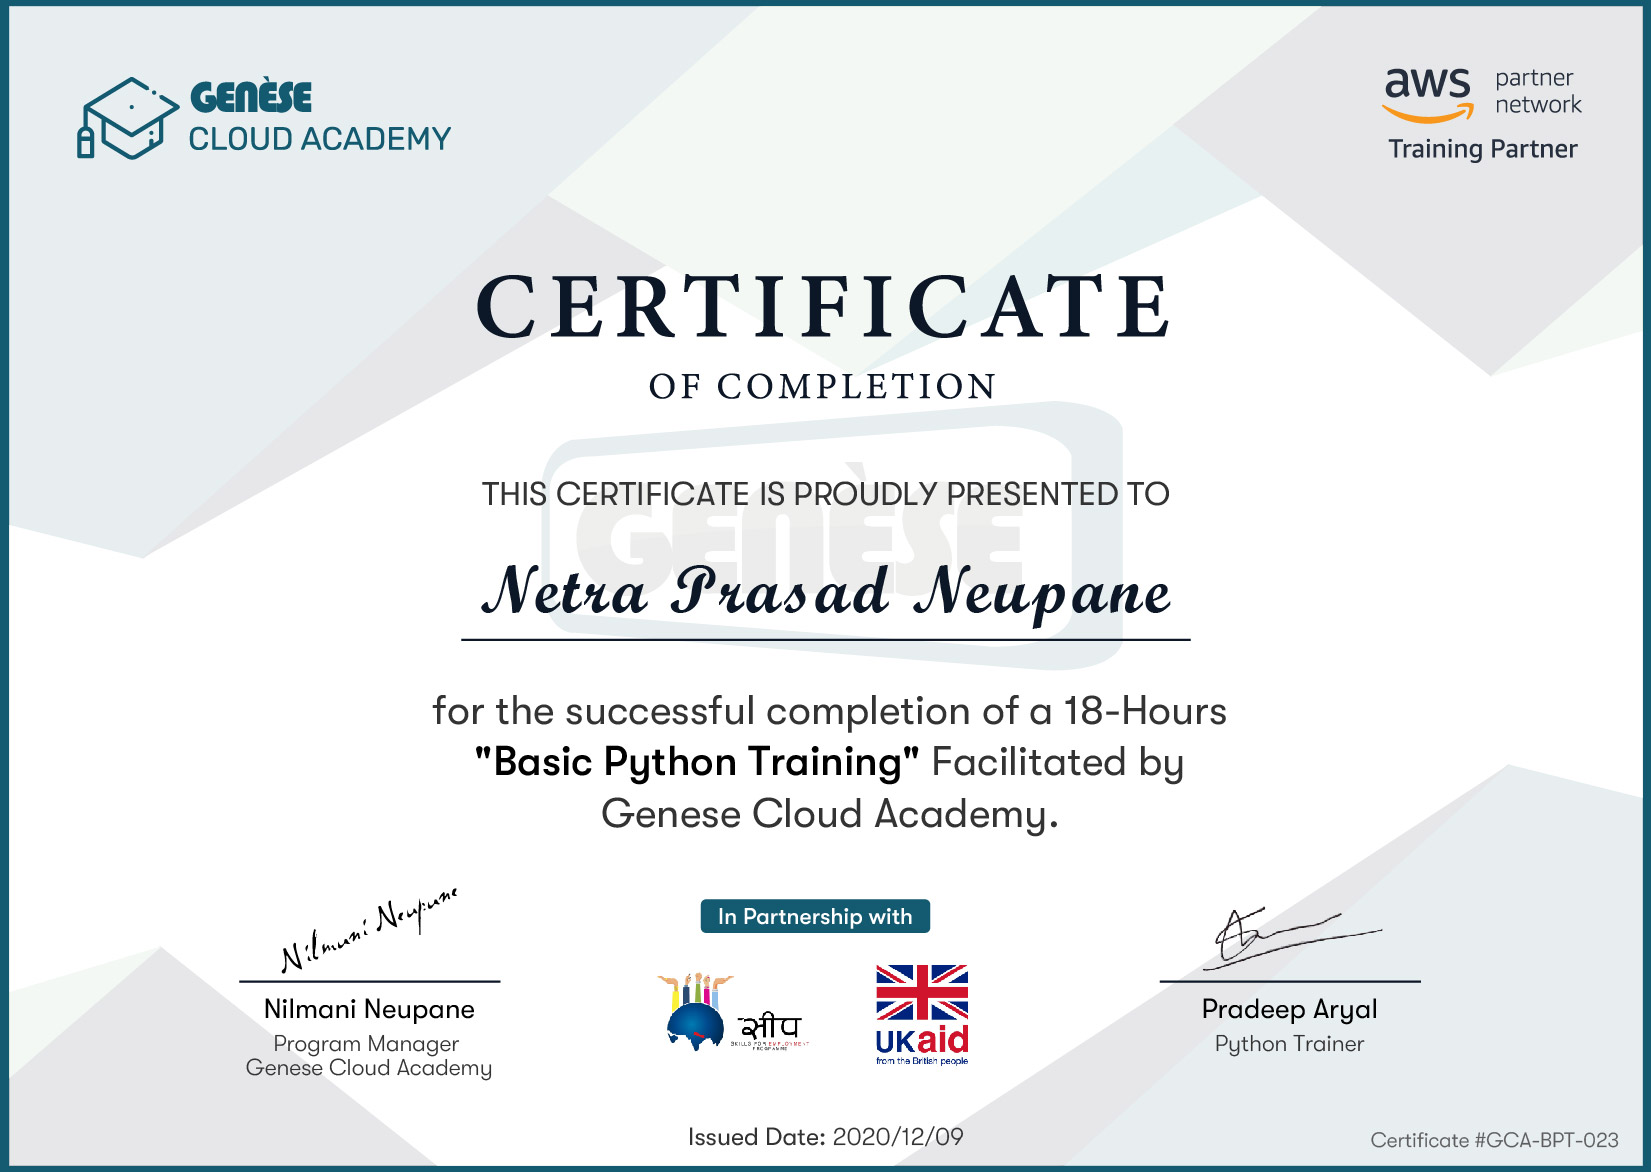 GENÈSE
CLOUD ACADEMY
aws partner network
Training Partner
CERTIFICATE
OF COMPLETION
THIS CERTIFICATE IS PROUDLY PRESENTED TO
GENÈSE
Netra Prasad Neupane
for the successful completion of a 18-Hours
"Basic Python Training" Facilitated by
Genese Cloud Academy.
Nilmani Neupane
In Partnership with
Nilmani Neupane
Program Manager
Genese Cloud Academy
सीप
SKILLS FOR EMPLOYMENT
PROGRAMME
UKaid
from the British people
Pradeep Aryal
Python Trainer
Issued Date: 2020/12/09
Certificate #GCA-BPT-023